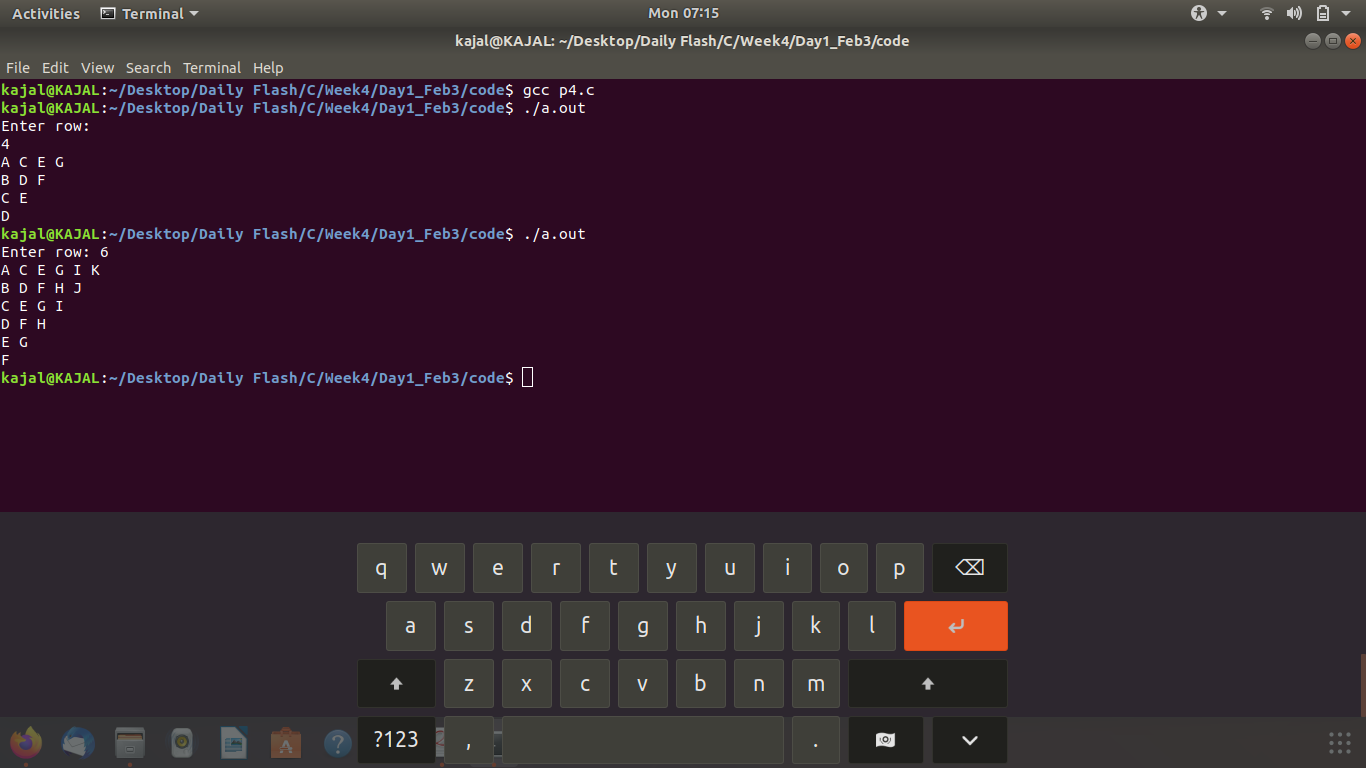 Activities Terminal Mon 07:15
kajal@KAJAL: ~/Desktop/Daily Flash/C/Week4/Day1_Feb3/code
File Edit View Search Terminal Help
kajal@KAJAL:~/Desktop/Daily Flash/C/Week4/Day1_Feb3/code$ gcc p4.c
kajal@KAJAL:~/Desktop/Daily Flash/C/Week4/Day1_Feb3/code$ ./a.out
Enter row:
4
A C E G
B D F
C E
D
kajal@KAJAL:~/Desktop/Daily Flash/C/Week4/Day1_Feb3/code$ ./a.out
Enter row: 6
A C E G I K
B D F H J
C E G I
D F H
E G
F
kajal@KAJAL:~/Desktop/Daily Flash/C/Week4/Day1_Feb3/code$
q w e r t y u i o p
a s d f g h j k l
z x c v b n m
? ?123 , .